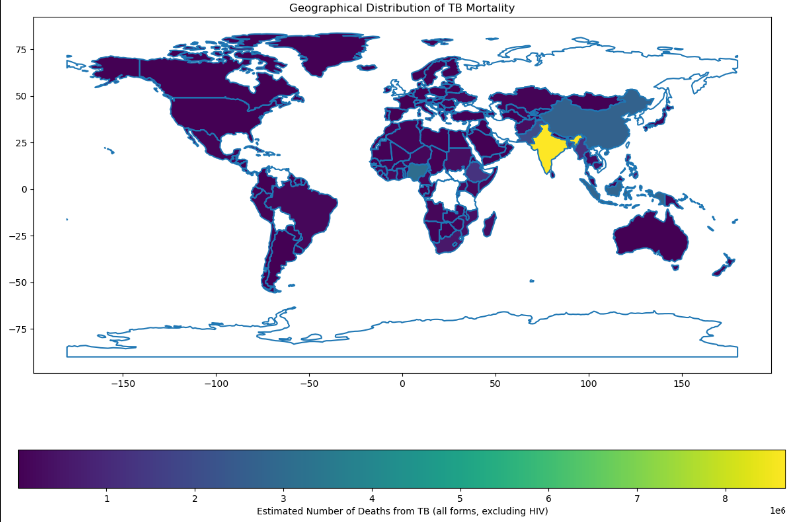 Geographical Distribution of TB Mortality
75
50
25
0
−25
−50
−75
−150 −100 −50 0 50 100 150
1 2 3 4 5 6 7 8
1e6
Estimated Number of Deaths from TB (all forms, excluding HIV)